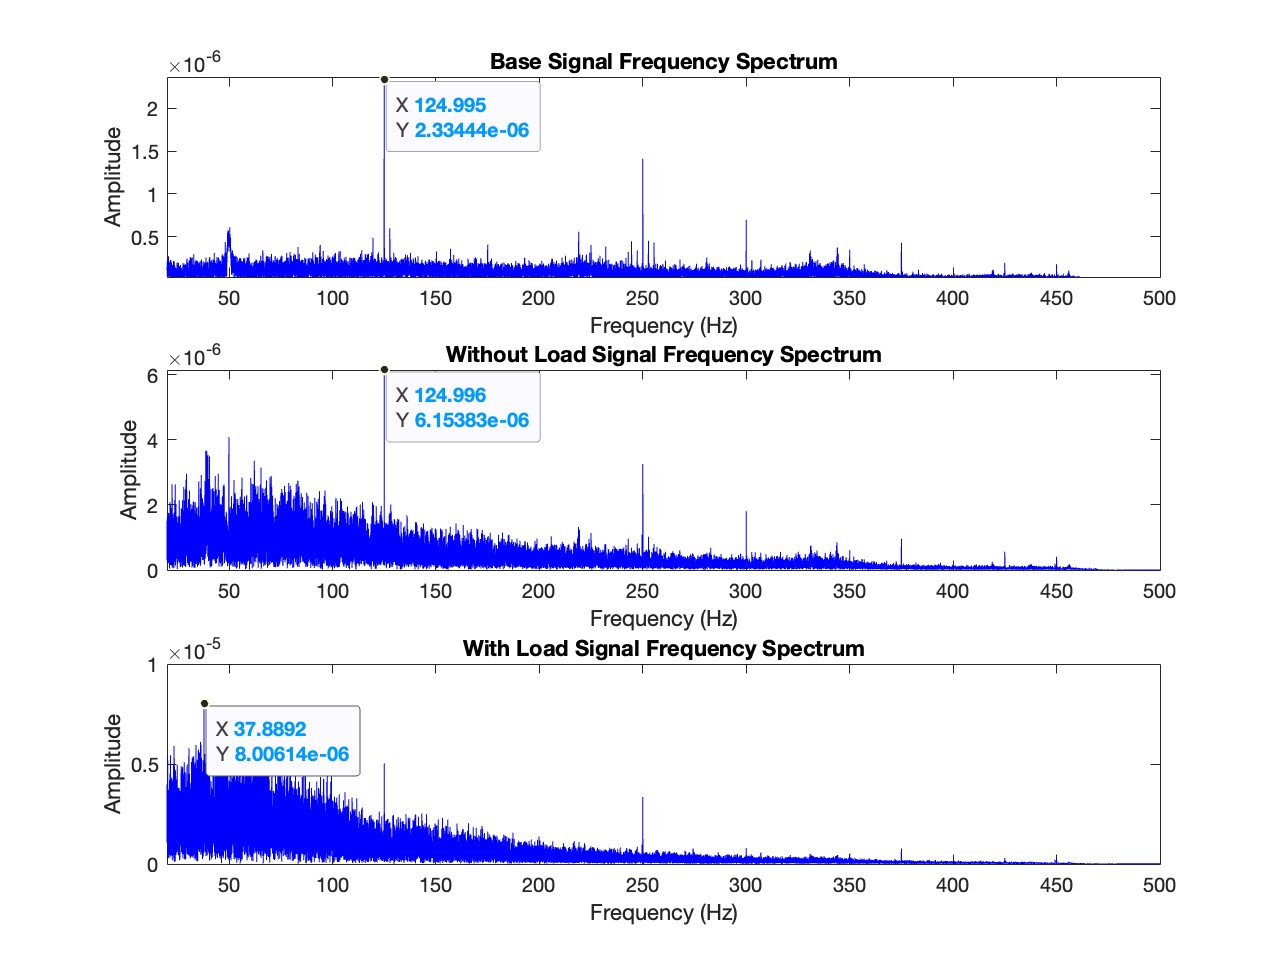 Base Signal Frequency Spectrum
×10-6
2
1.5
1
0.5
Amplitude
X 124.995
Y 2.33444e-06
50 100 150 200 250 300 350 400 450 500
Frequency (Hz)
Without Load Signal Frequency Spectrum
×10-6
6
4
2
0
Amplitude
X 124.996
Y 6.15383e-06
50 100 150 200 250 300 350 400 450 500
Frequency (Hz)
With Load Signal Frequency Spectrum
×10-5
1
0.5
0
Amplitude
X 37.8892
Y 8.00614e-06
50 100 150 200 250 300 350 400 450 500
Frequency (Hz)